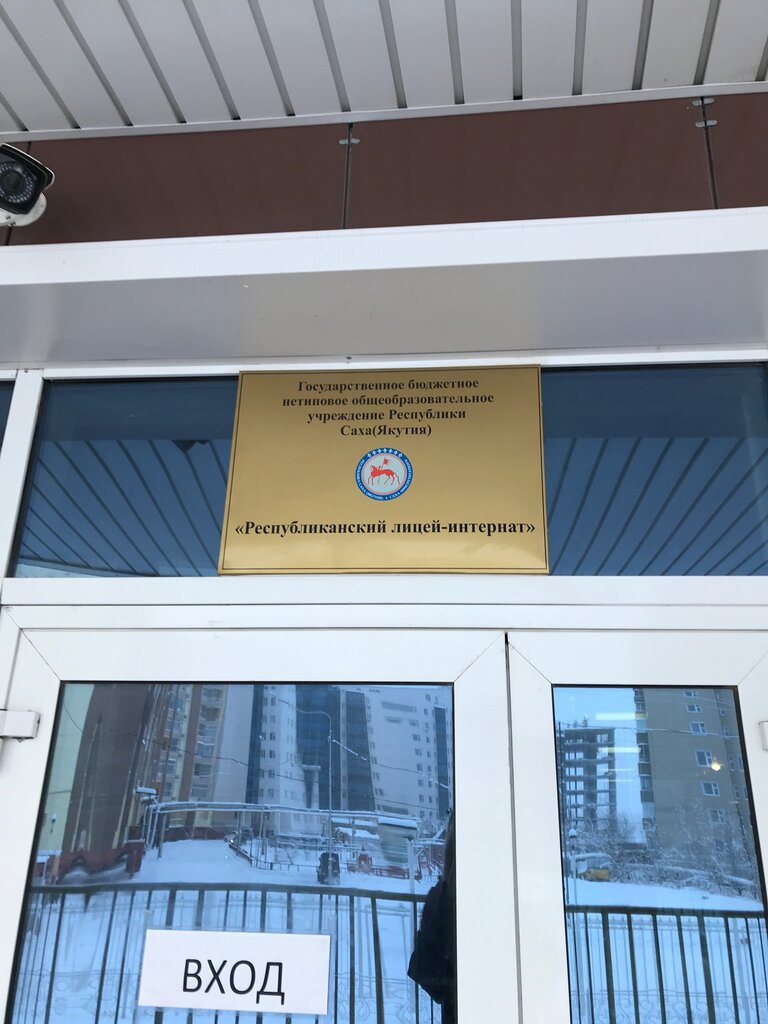 Государственное бюджетное
нетиповое общеобразовательное
учреждение Республики
Саха(Якутия)
«Республиканский лицей-интернат»
ВХОД